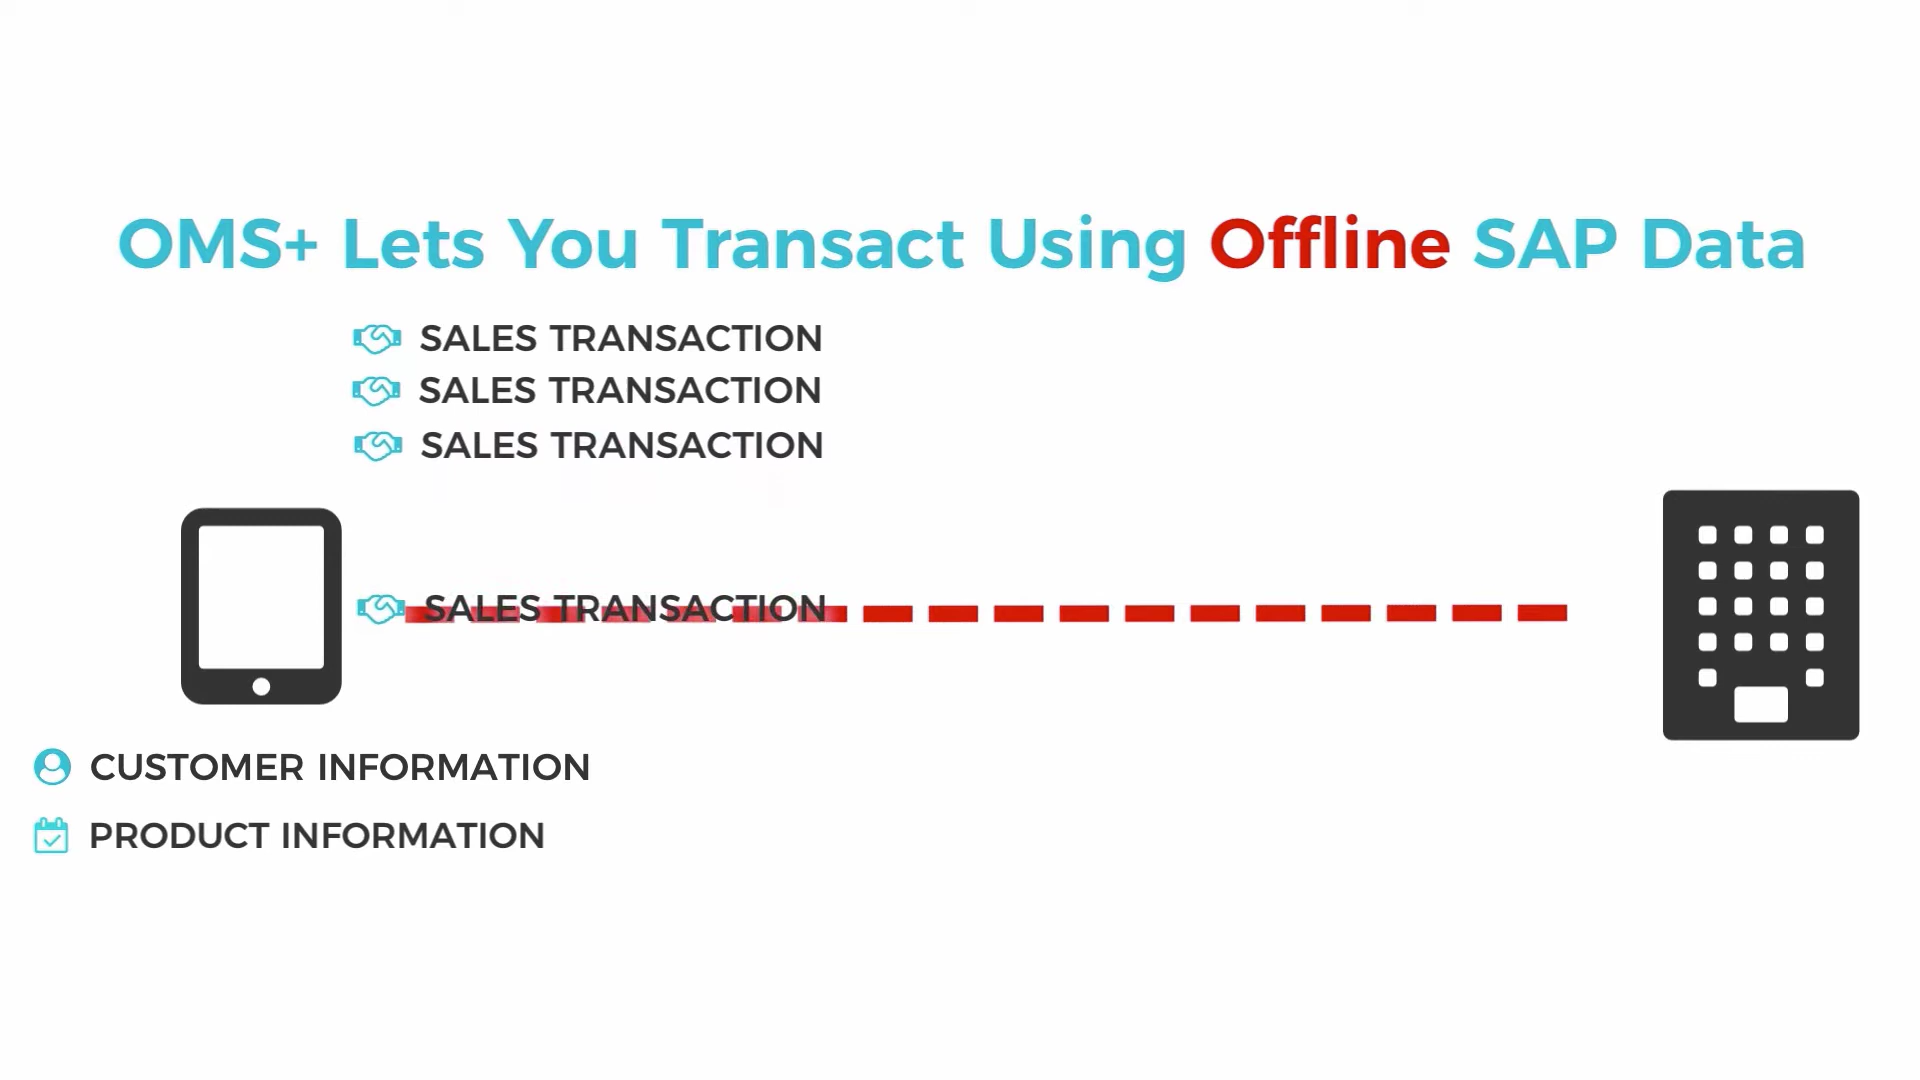 OMS+ Lets You Transact Using Offline SAP Data
SALES TRANSACTION
SALES TRANSACTION
SALES TRANSACTION
SALES TRANSACTION
CUSTOMER INFORMATION
PRODUCT INFORMATION